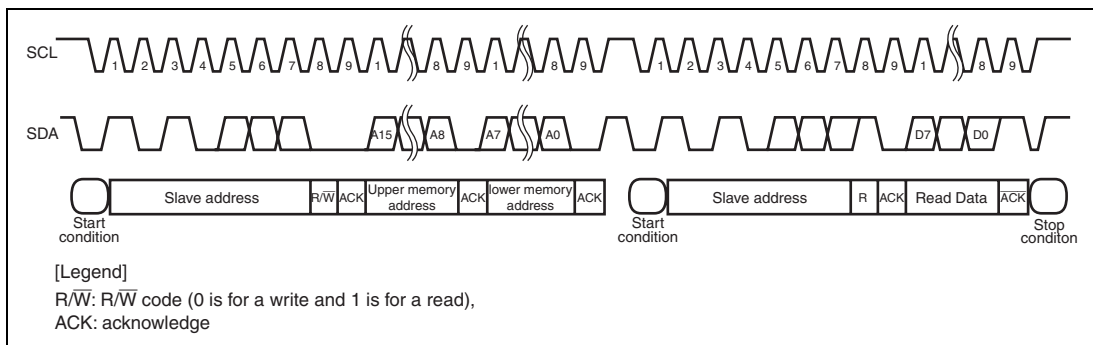 SCL
1 2 3 4 5 6 7 8 9 1 8 9 1 8 9 1 2 3 4 5 6 7 8 9 1 8 9
SDA
A15 A8 A7 A0 D7 D0
Slave address R/W̅ ACK Upper memory address ACK lower memory address ACK Slave address R ACK Read Data A̅C̅K̅
Start condition Start condition Stop conditon
[Legend]
R/W̅: R/W̅ code (0 is for a write and 1 is for a read),
ACK: acknowledge